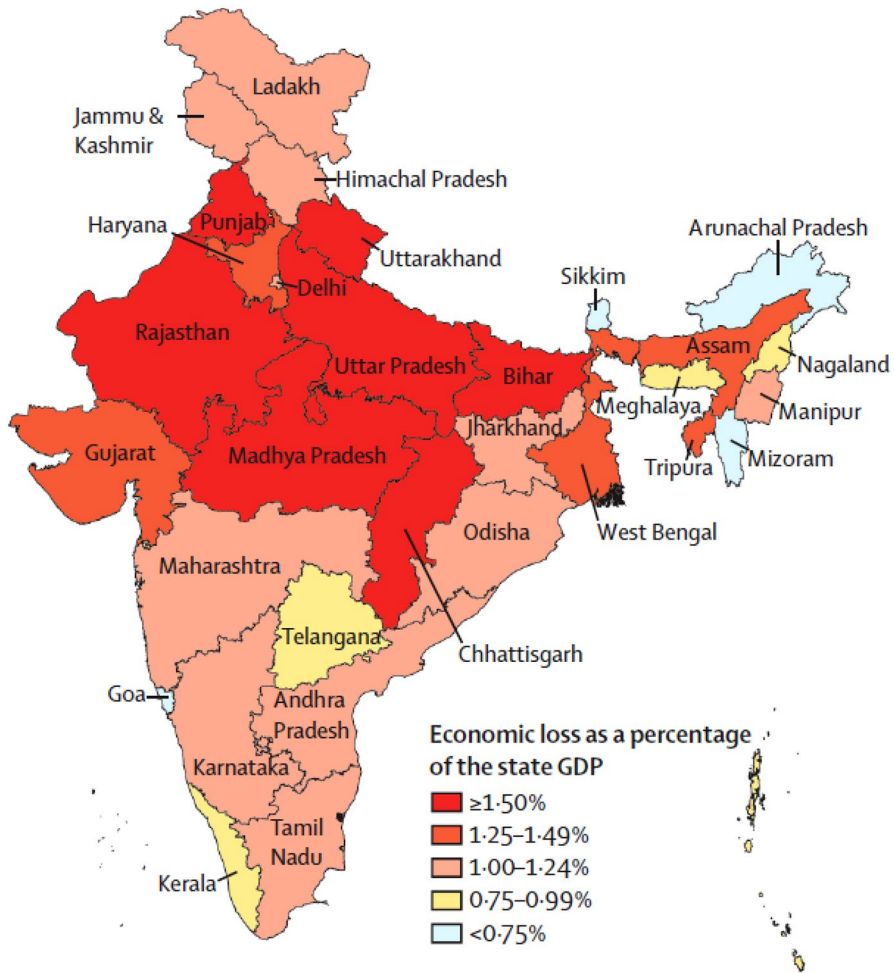 Ladakh
Jammu &
Kashmir
Himachal Pradesh
Punjab
Haryana
Uttarakhand
Arunachal Pradesh
Delhi
Sikkim
Rajasthan
Uttar Pradesh
Bihar
Assam
Nagaland
Meghalaya
Manipur
Jharkhand
Gujarat
Madhya Pradesh
Tripura
Mizoram
Odisha
West Bengal
Maharashtra
Telangana
Chhattisgarh
Goa
Andhra
Pradesh
Karnataka
Tamil
Nadu
Kerala
Economic loss as a percentage
of the state GDP
≥1·50%
1·25–1·49%
1·00–1·24%
0·75–0·99%
<0·75%